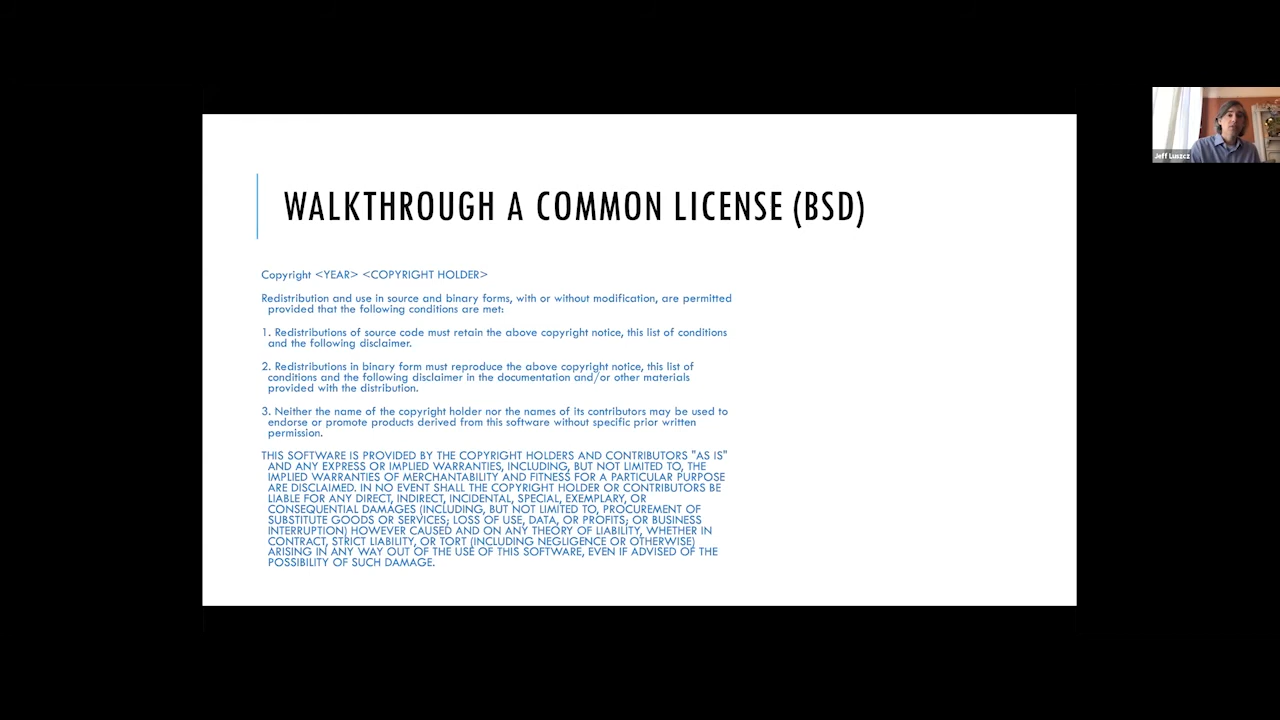 WALKTHROUGH A COMMON LICENSE (BSD)
Copyright <YEAR> <COPYRIGHT HOLDER>
Redistribution and use in source and binary forms, with or without modification, are permitted
provided that the following conditions are met:
1. Redistributions of source code must retain the above copyright notice, this list of conditions
and the following disclaimer.
2. Redistributions in binary form must reproduce the above copyright notice, this list of
conditions and the following disclaimer in the documentation and/or other materials
provided with the distribution.
3. Neither the name of the copyright holder nor the names of its contributors may be used to
endorse or promote products derived from this software without specific prior written
permission.
THIS SOFTWARE IS PROVIDED BY THE COPYRIGHT HOLDERS AND CONTRIBUTORS "AS IS"
AND ANY EXPRESS OR IMPLIED WARRANTIES, INCLUDING, BUT NOT LIMITED TO, THE
IMPLIED WARRANTIES OF MERCHANTABILITY AND FITNESS FOR A PARTICULAR PURPOSE
ARE DISCLAIMED. IN NO EVENT SHALL THE COPYRIGHT HOLDER OR CONTRIBUTORS BE
LIABLE FOR ANY DIRECT, INDIRECT, INCIDENTAL, SPECIAL, EXEMPLARY, OR
CONSEQUENTIAL DAMAGES (INCLUDING, BUT NOT LIMITED TO, PROCUREMENT OF
SUBSTITUTE GOODS OR SERVICES; LOSS OF USE, DATA, OR PROFITS; OR BUSINESS
INTERRUPTION) HOWEVER CAUSED AND ON ANY THEORY OF LIABILITY, WHETHER IN
CONTRACT, STRICT LIABILITY, OR TORT (INCLUDING NEGLIGENCE OR OTHERWISE)
ARISING IN ANY WAY OUT OF THE USE OF THIS SOFTWARE, EVEN IF ADVISED OF THE
POSSIBILITY OF SUCH DAMAGE.
Jeff Luszcz